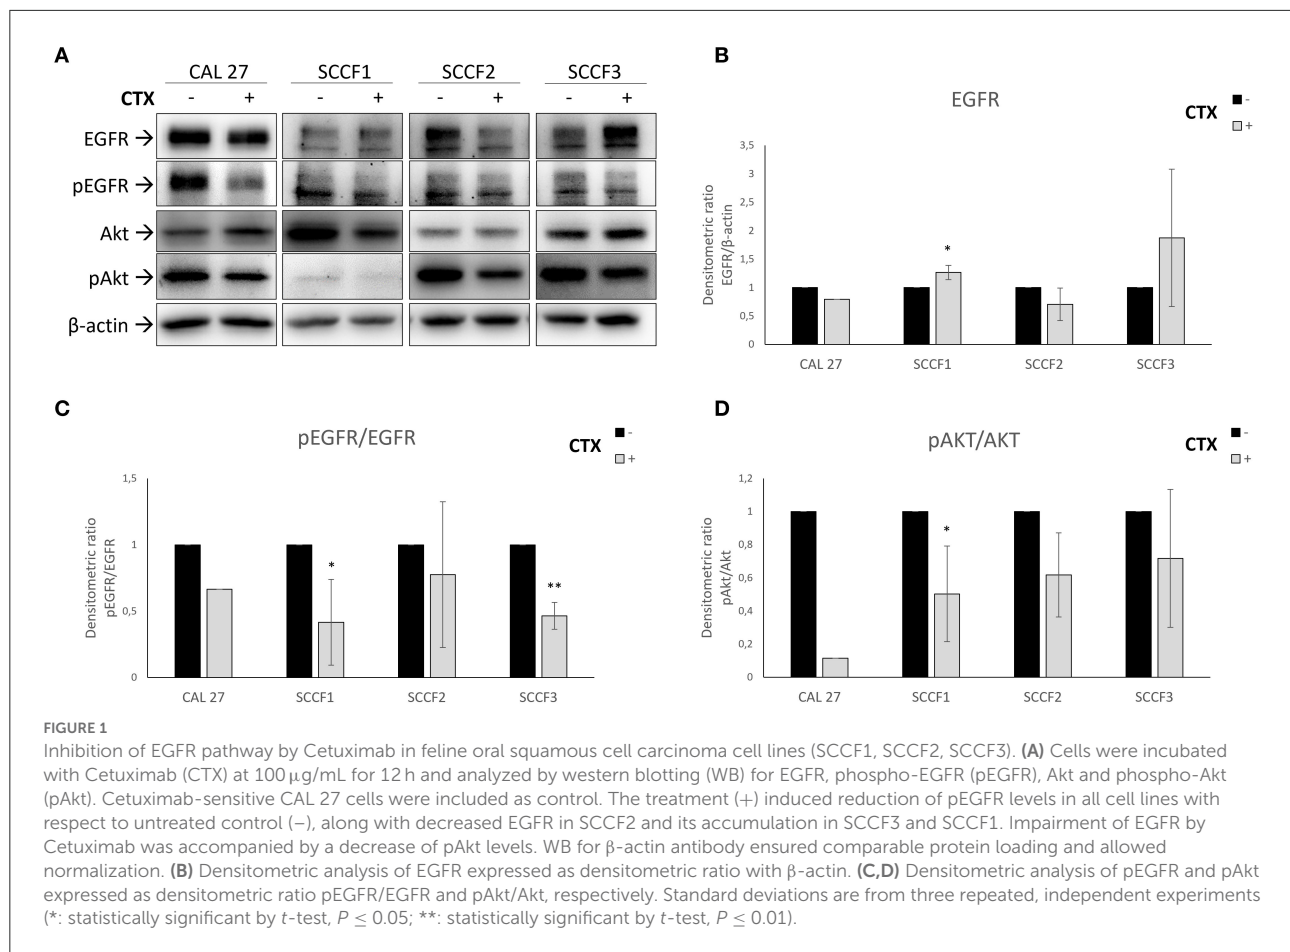 A
CAL 27 SCCF1 SCCF2 SCCF3
CTX - + - + - + - +
EGFR →
pEGFR →
Akt →
pAkt →
β-actin →
B
EGFR
CTX
-
+
Densitometric ratio
EGFR/β-actin
3,5
3
2,5
2
1,5
1
0,5
0
*
CAL 27 SCCF1 SCCF2 SCCF3
C
pEGFR/EGFR
CTX
-
+
Densitometric ratio
pEGFR/EGFR
1,5
1
0,5
0
*
**
CAL 27 SCCF1 SCCF2 SCCF3
D
pAKT/AKT
CTX
-
+
Densitometric ratio
pAkt/Akt
1,2
1
0,8
0,6
0,4
0,2
0
*
CAL 27 SCCF1 SCCF2 SCCF3
FIGURE 1
Inhibition of EGFR pathway by Cetuximab in feline oral squamous cell carcinoma cell lines (SCCF1, SCCF2, SCCF3). (A) Cells were incubated
with Cetuximab (CTX) at 100 μg/mL for 12 h and analyzed by western blotting (WB) for EGFR, phospho-EGFR (pEGFR), Akt and phospho-Akt
(pAkt). Cetuximab-sensitive CAL 27 cells were included as control. The treatment (+) induced reduction of pEGFR levels in all cell lines with
respect to untreated control (−), along with decreased EGFR in SCCF2 and its accumulation in SCCF3 and SCCF1. Impairment of EGFR by
Cetuximab was accompanied by a decrease of pAkt levels. WB for β-actin antibody ensured comparable protein loading and allowed
normalization. (B) Densitometric analysis of EGFR expressed as densitometric ratio with β-actin. (C,D) Densitometric analysis of pEGFR and pAkt
expressed as densitometric ratio pEGFR/EGFR and pAkt/Akt, respectively. Standard deviations are from three repeated, independent experiments
(*: statistically significant by t-test, P ≤ 0.05; **: statistically significant by t-test, P ≤ 0.01).